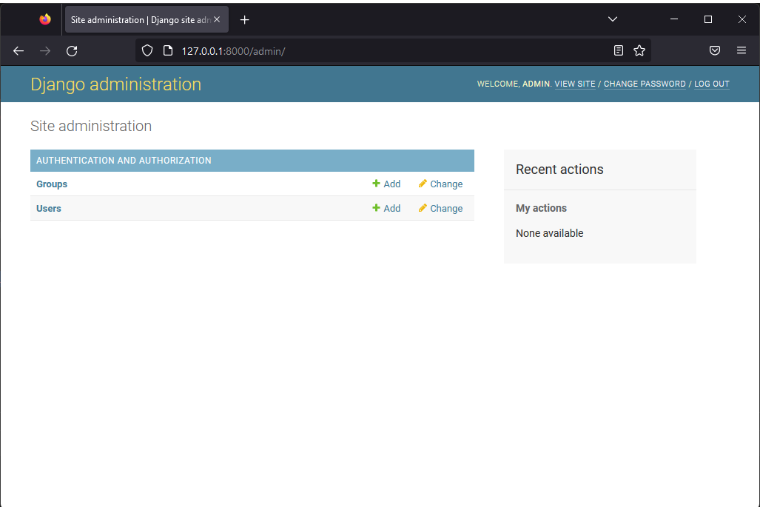 Site administration | Django site adn
127.0.0.1:8000/admin/
Django administration
WELCOME, ADMIN. VIEW SITE / CHANGE PASSWORD / LOG OUT
Site administration
AUTHENTICATION AND AUTHORIZATION
Groups Add Change
Users Add Change
Recent actions
My actions
None available